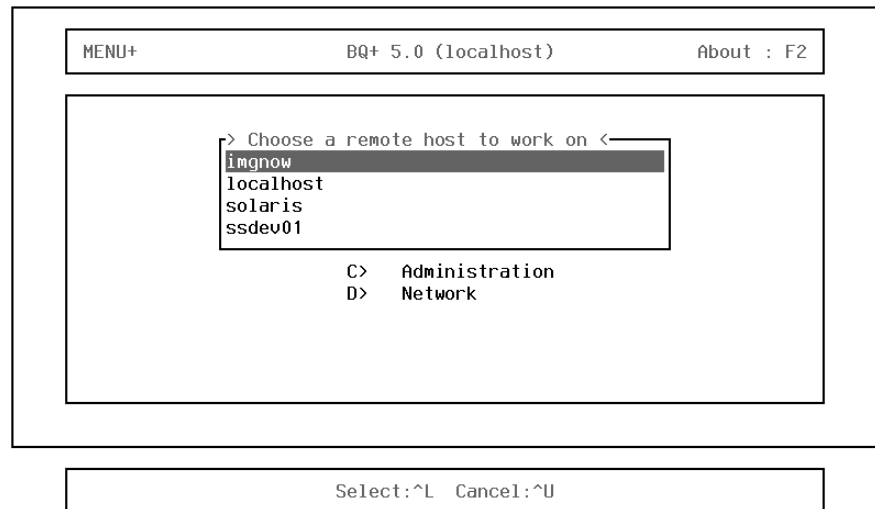 MENU+ BQ+ 5.0 (localhost) About : F2
> Choose a remote host to work on <
imgnow
localhost
solaris
ssdev01
C> Administration
D> Network
Select:^L Cancel:^U